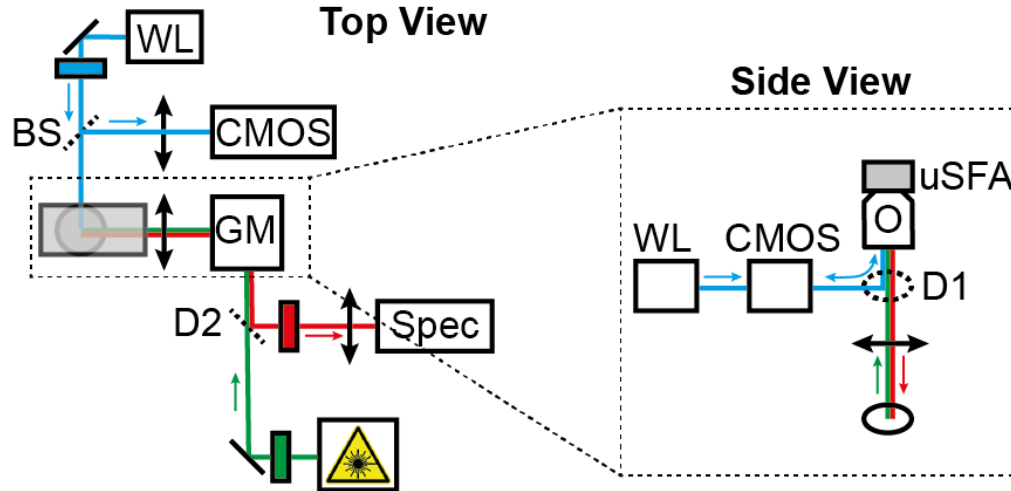 Top View
WL
BS
CMOS
GM
D2
Spec
Side View
uSFA
O
WL
CMOS
D1